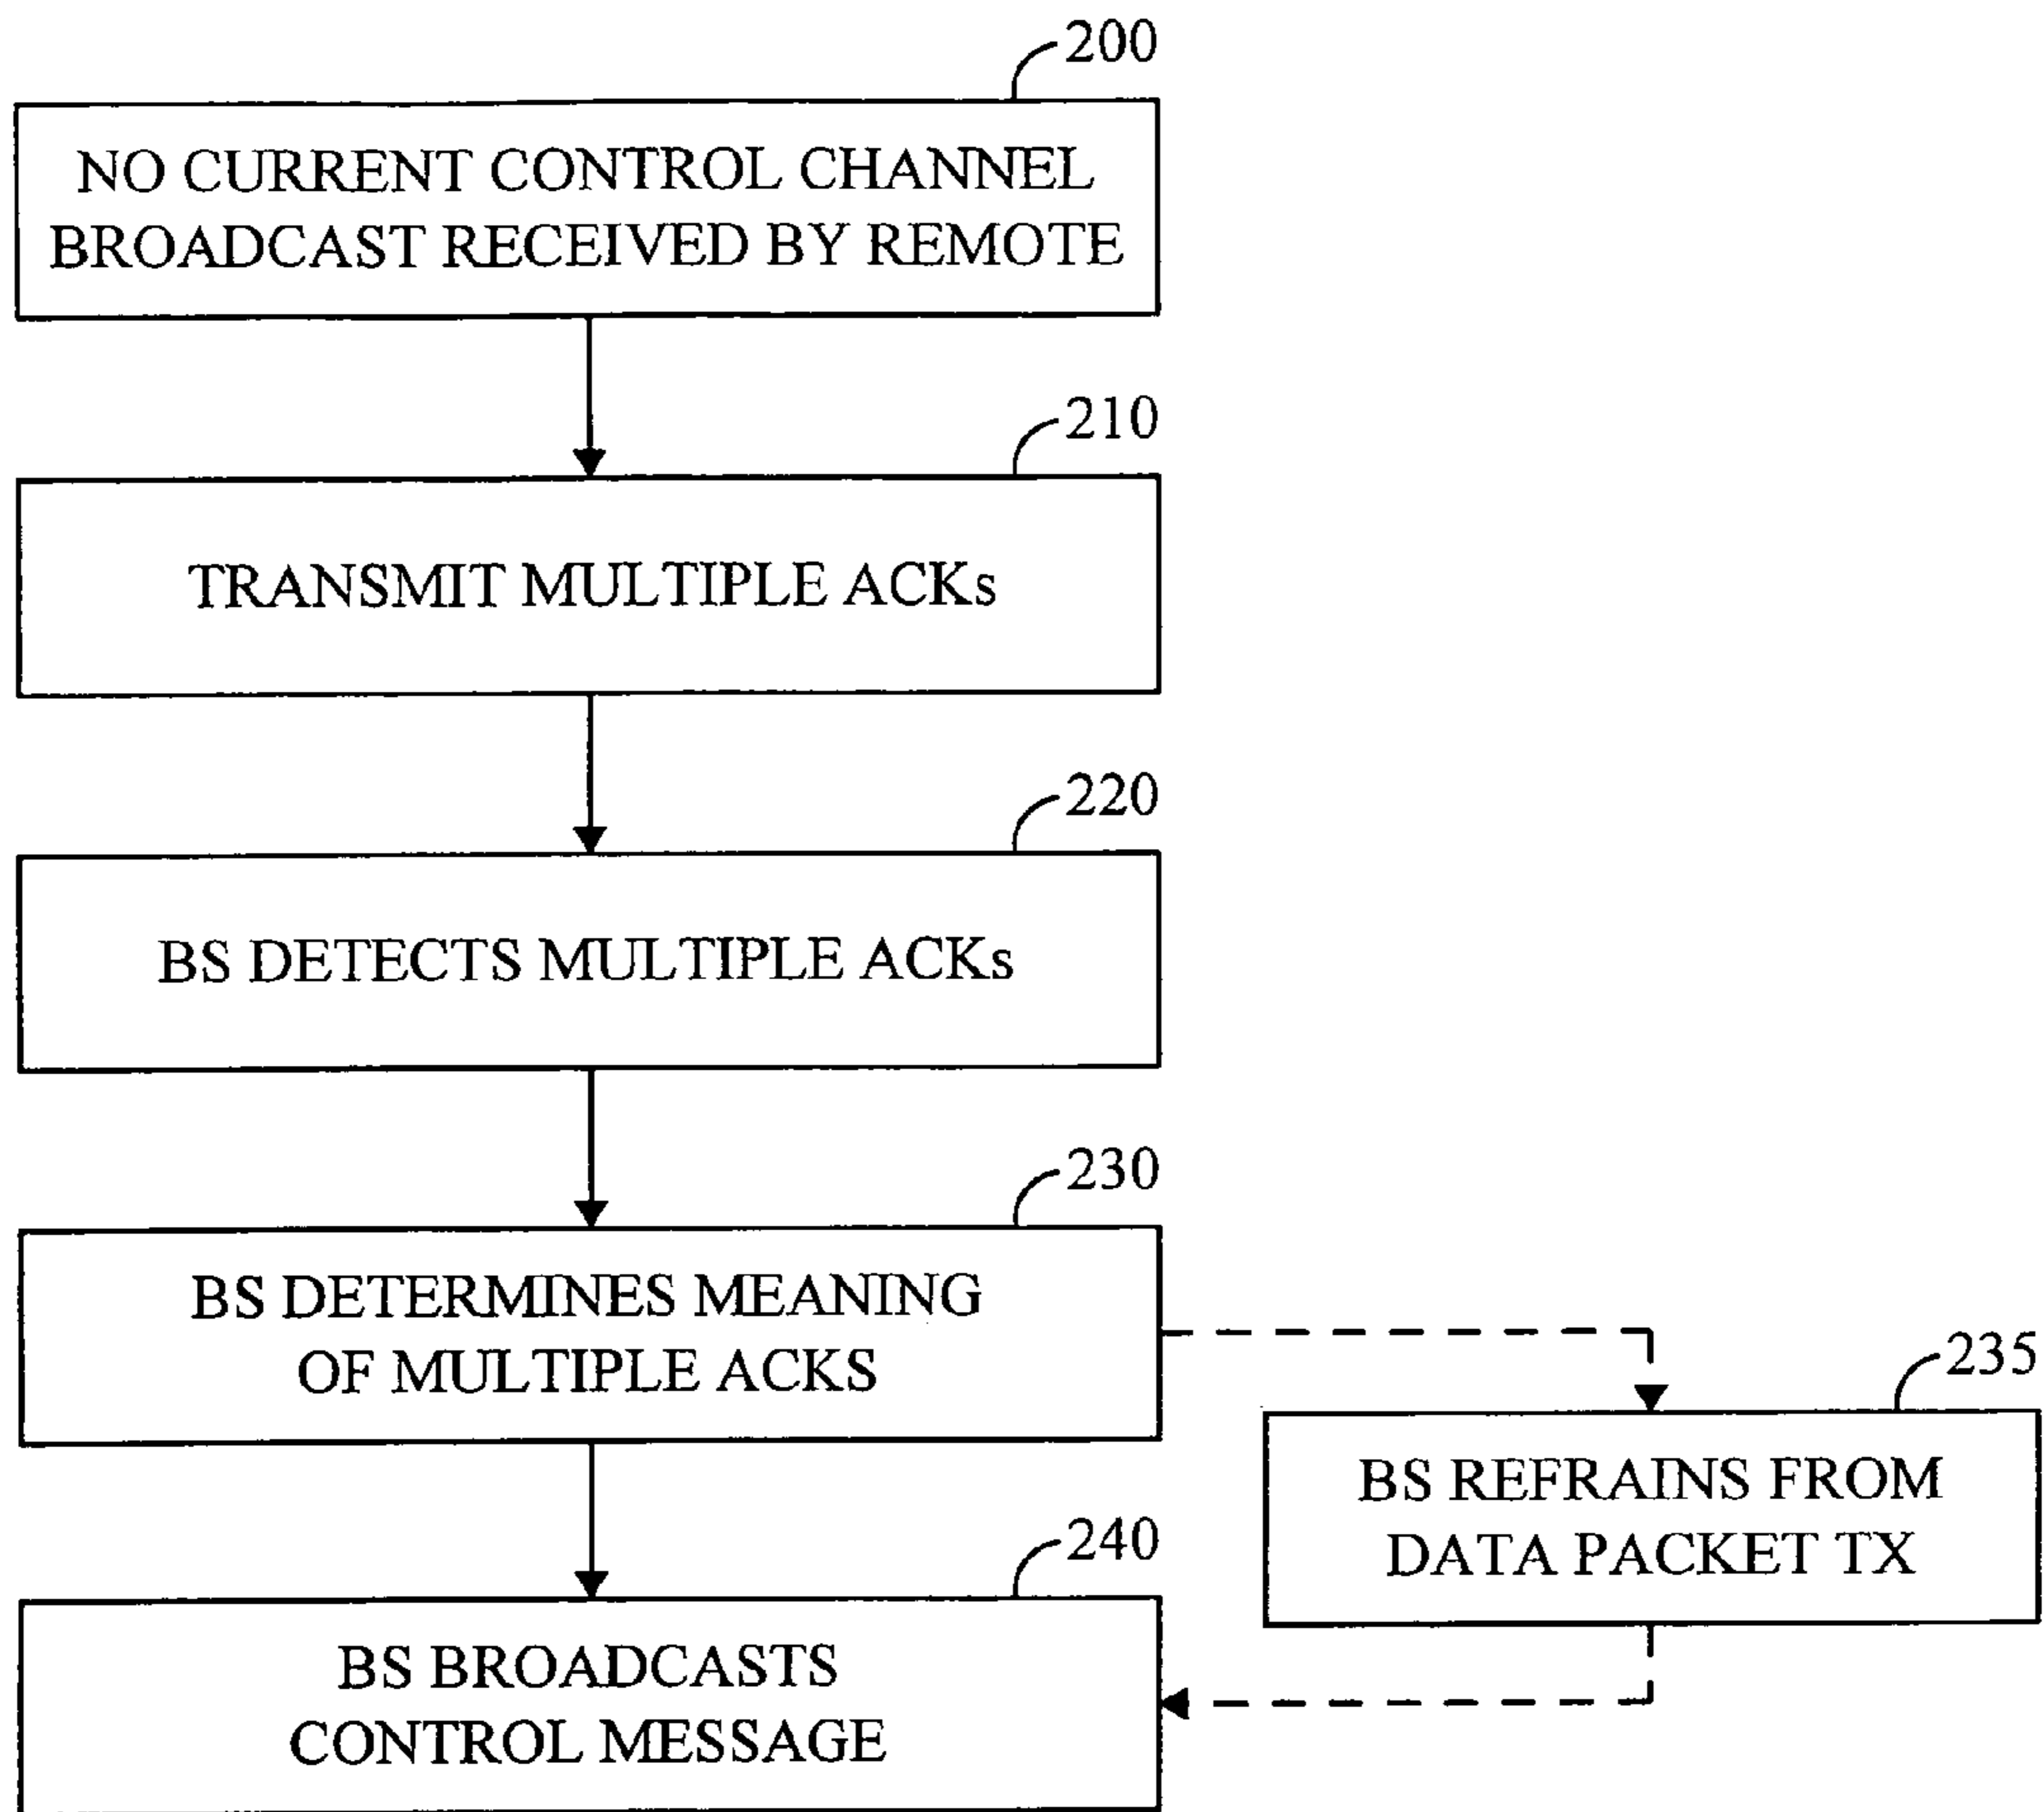 200
NO CURRENT CONTROL CHANNEL
BROADCAST RECEIVED BY REMOTE
210
TRANSMIT MULTIPLE ACKs
220
BS DETECTS MULTIPLE ACKs
230
BS DETERMINES MEANING
OF MULTIPLE ACKS
235
BS REFRAINS FROM
DATA PACKET TX
240
BS BROADCASTS
CONTROL MESSAGE